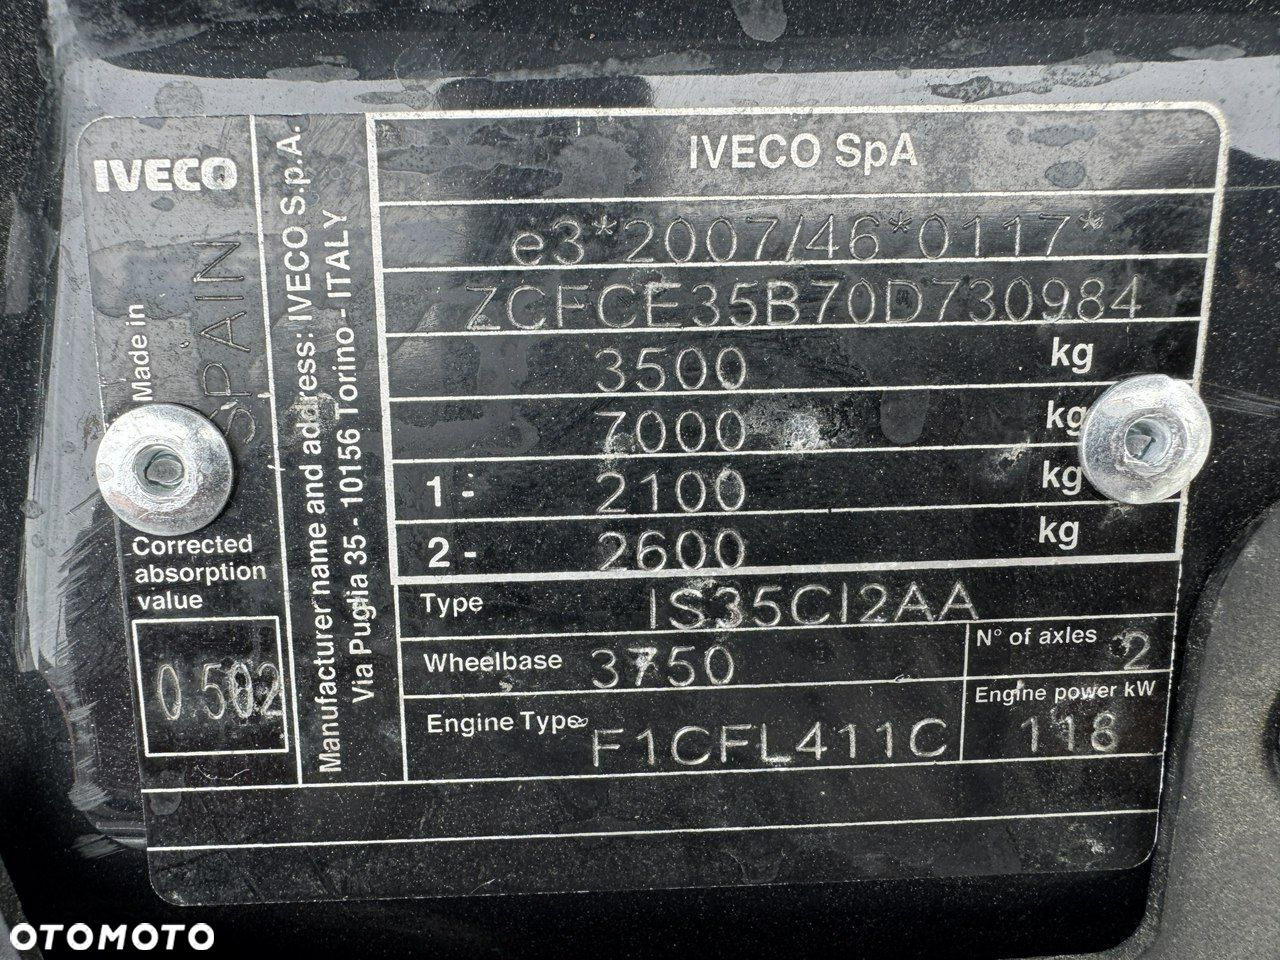 IVECO
Made in
SPAIN
Corrected
absorption
value
0.502
Manufacturer name and address: IVECO S.p.A.
Via Puglia 35 - 10156 Torino - ITALY
IVECO SpA
e3*2007/46*0117*
ZCFCE35B70D730984
3500 kg
7000 kg
1 - 2100 kg
2 - 2600 kg
Type IS35CI2AA
Wheelbase 3750
N° of axles 2
Engine Type F1CFL411C
Engine power kW
118
OTOMOTO